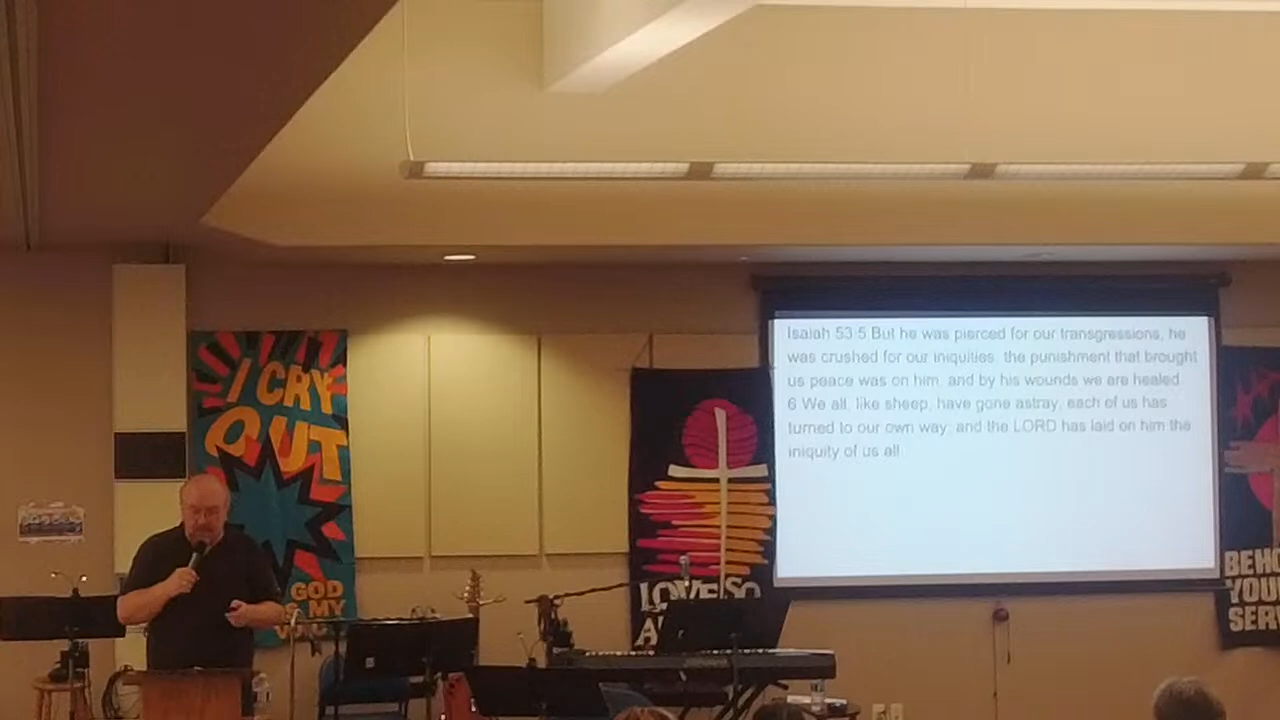 I CRY
OUT
GOD
MY
Isaiah 53:5 But he was pierced for our transgressions, he
was crushed for our iniquities; the punishment that brought
us peace was on him, and by his wounds we are healed.
6 We all, like sheep, have gone astray, each of us has
turned to our own way; and the LORD has laid on him the
iniquity of us all.
LOVE SO
YOUR